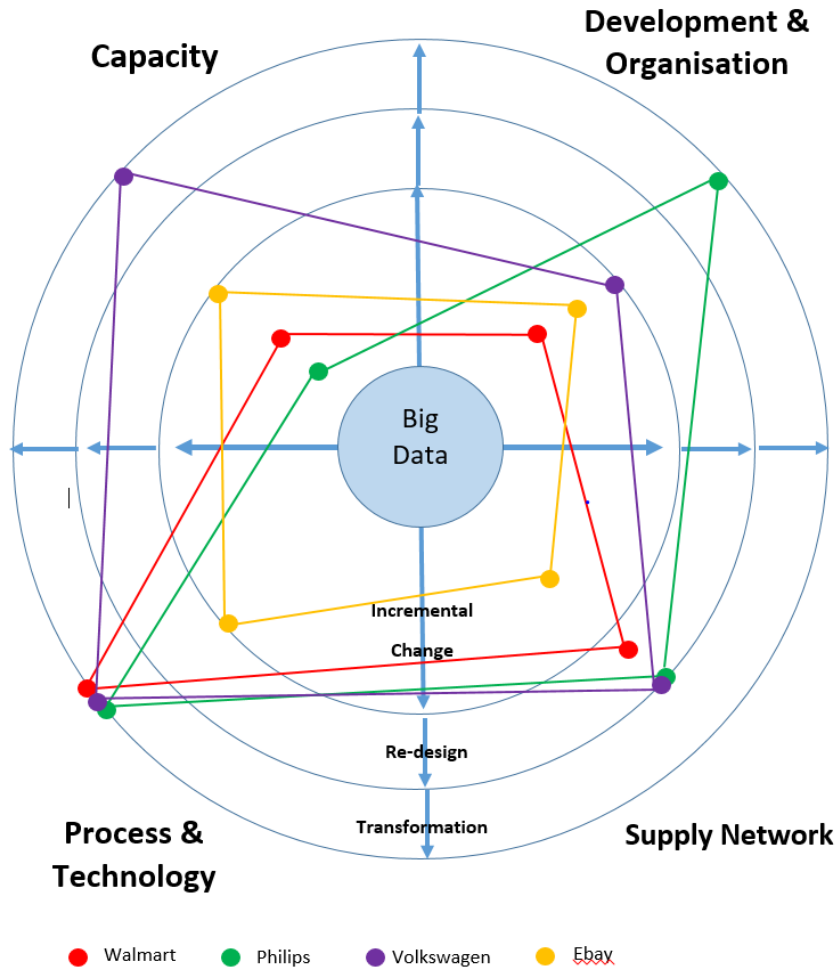 Capacity
Development &
Organisation
Big
Data
Incremental
Change
Re-design
Transformation
Process &
Technology
Supply Network
Walmart
Philips
Volkswagen
Ebay